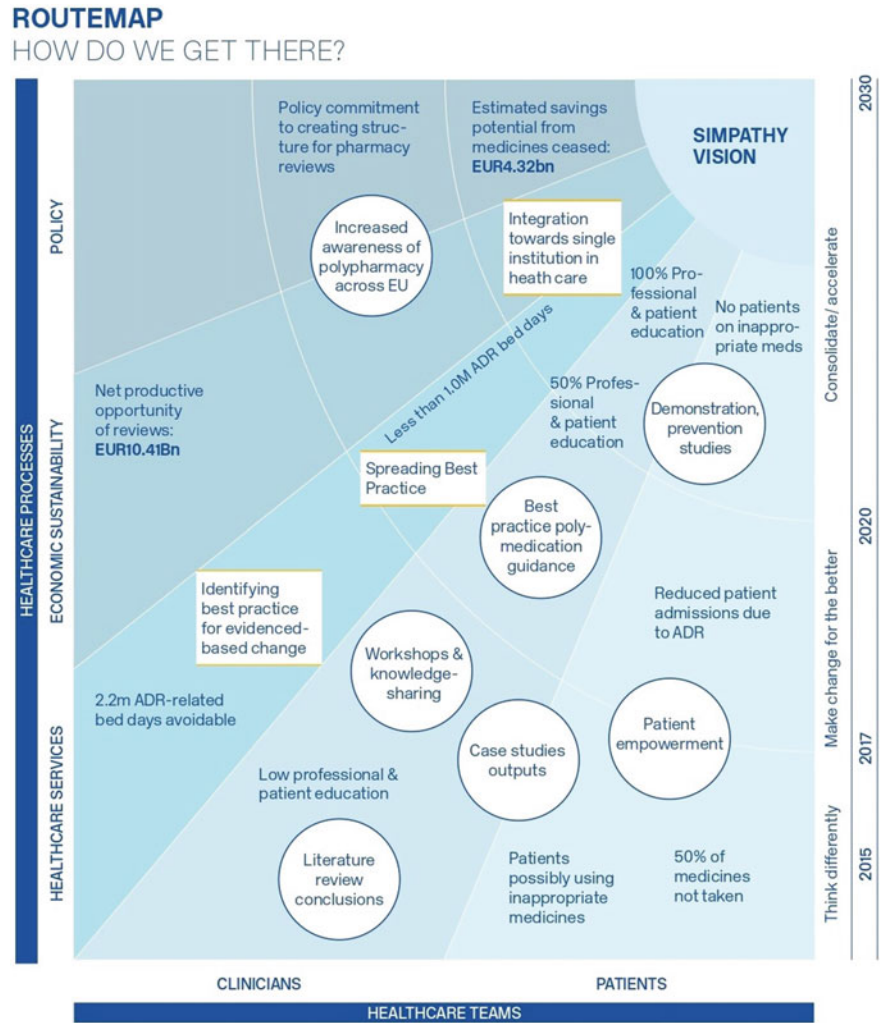 ROUTEMAP
HOW DO WE GET THERE?
Policy commitment
to creating struc-
ture for pharmacy
reviews
Estimated savings
potential from
medicines ceased:
EUR4.32bn
SIMPATHY
VISION
Increased
awareness of
polypharmacy
across EU
Integration
towards single
institution in
heath care
100% Pro-
fessional
& patient
education
No patients
on inappro-
priate meds
Less than 1.0M ADR bed days
Net productive
opportunity
of reviews:
EUR10.41Bn
50% Profes-
sional
& patient
education
Demonstration,
prevention
studies
Spreading Best
Practice
Best
practice poly-
medication
guidance
Identifying
best practice
for evidenced-
based change
Reduced patient
admissions due
to ADR
Workshops &
knowledge-
sharing
2.2m ADR-related
bed days avoidable
Case studies
outputs
Patient
empowerment
Low professional &
patient education
Literature
review
conclusions
Patients
possibly using
inappropriate
medicines
50% of
medicines
not taken
HEALTHCARE PROCESSES
POLICY
ECONOMIC SUSTAINABILITY
HEALTHCARE SERVICES
Consolidate/ accelerate
Make change for the better
Think differently
2030
2020
2017
2015
CLINICIANS
PATIENTS
HEALTHCARE TEAMS